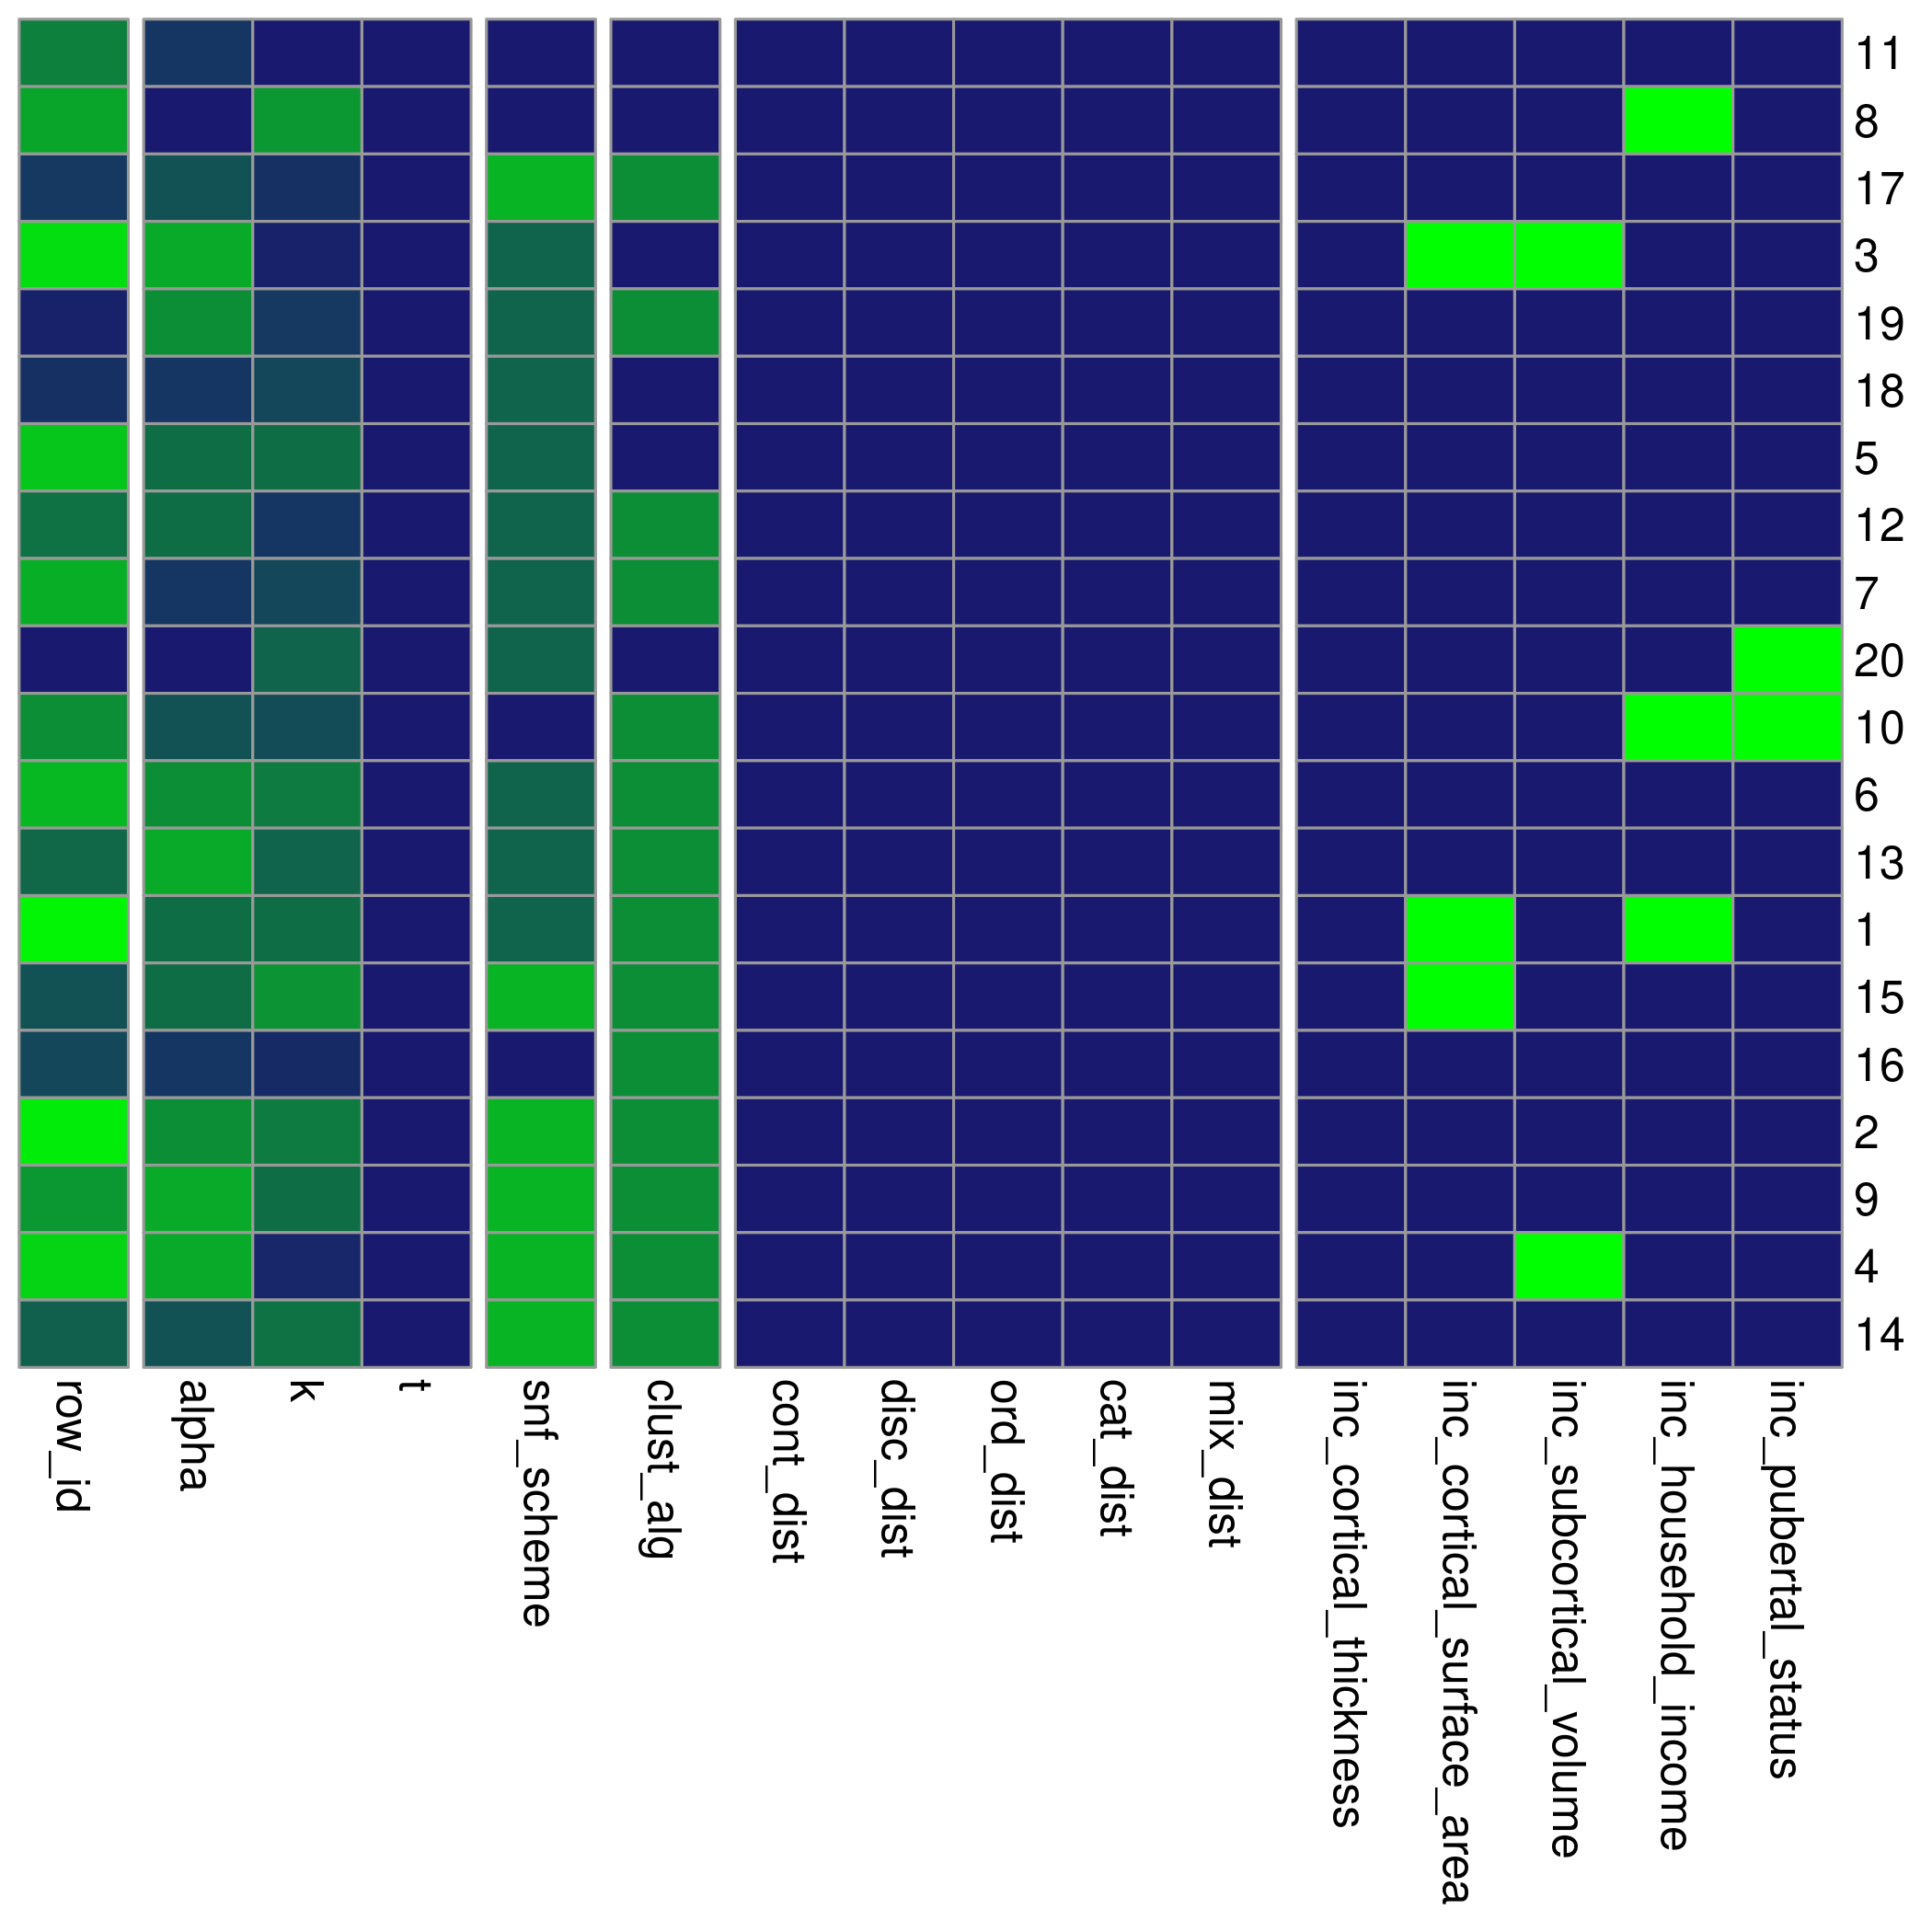 11
8
17
3
19
18
5
12
7
20
10
6
13
1
15
16
2
9
4
14
row_id
alpha
k
t
snf_scheme
clust_alg
cont_dist
disc_dist
ord_dist
cat_dist
mix_dist
inc_cortical_thickness
inc_cortical_surface_area
inc_subcortical_volume
inc_household_income
inc_pubertal_status